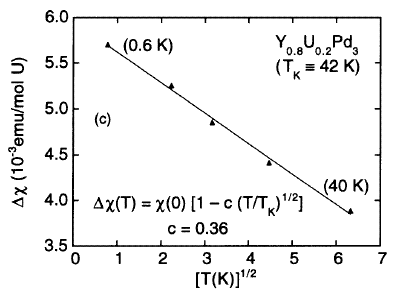 6.0
5.5
5.0
4.5
4.0
3.5
Δχ (10⁻³emu/mol U)
(0.6 K)
Y₀.₈U₀.₂Pd₃
(T_K ≡ 42 K)
(c)
(40 K)
Δχ(T) = χ(0) [1 - c (T/T_K)^1/2]
c = 0.36
0 1 2 3 4 5 6 7
[T(K)]^1/2